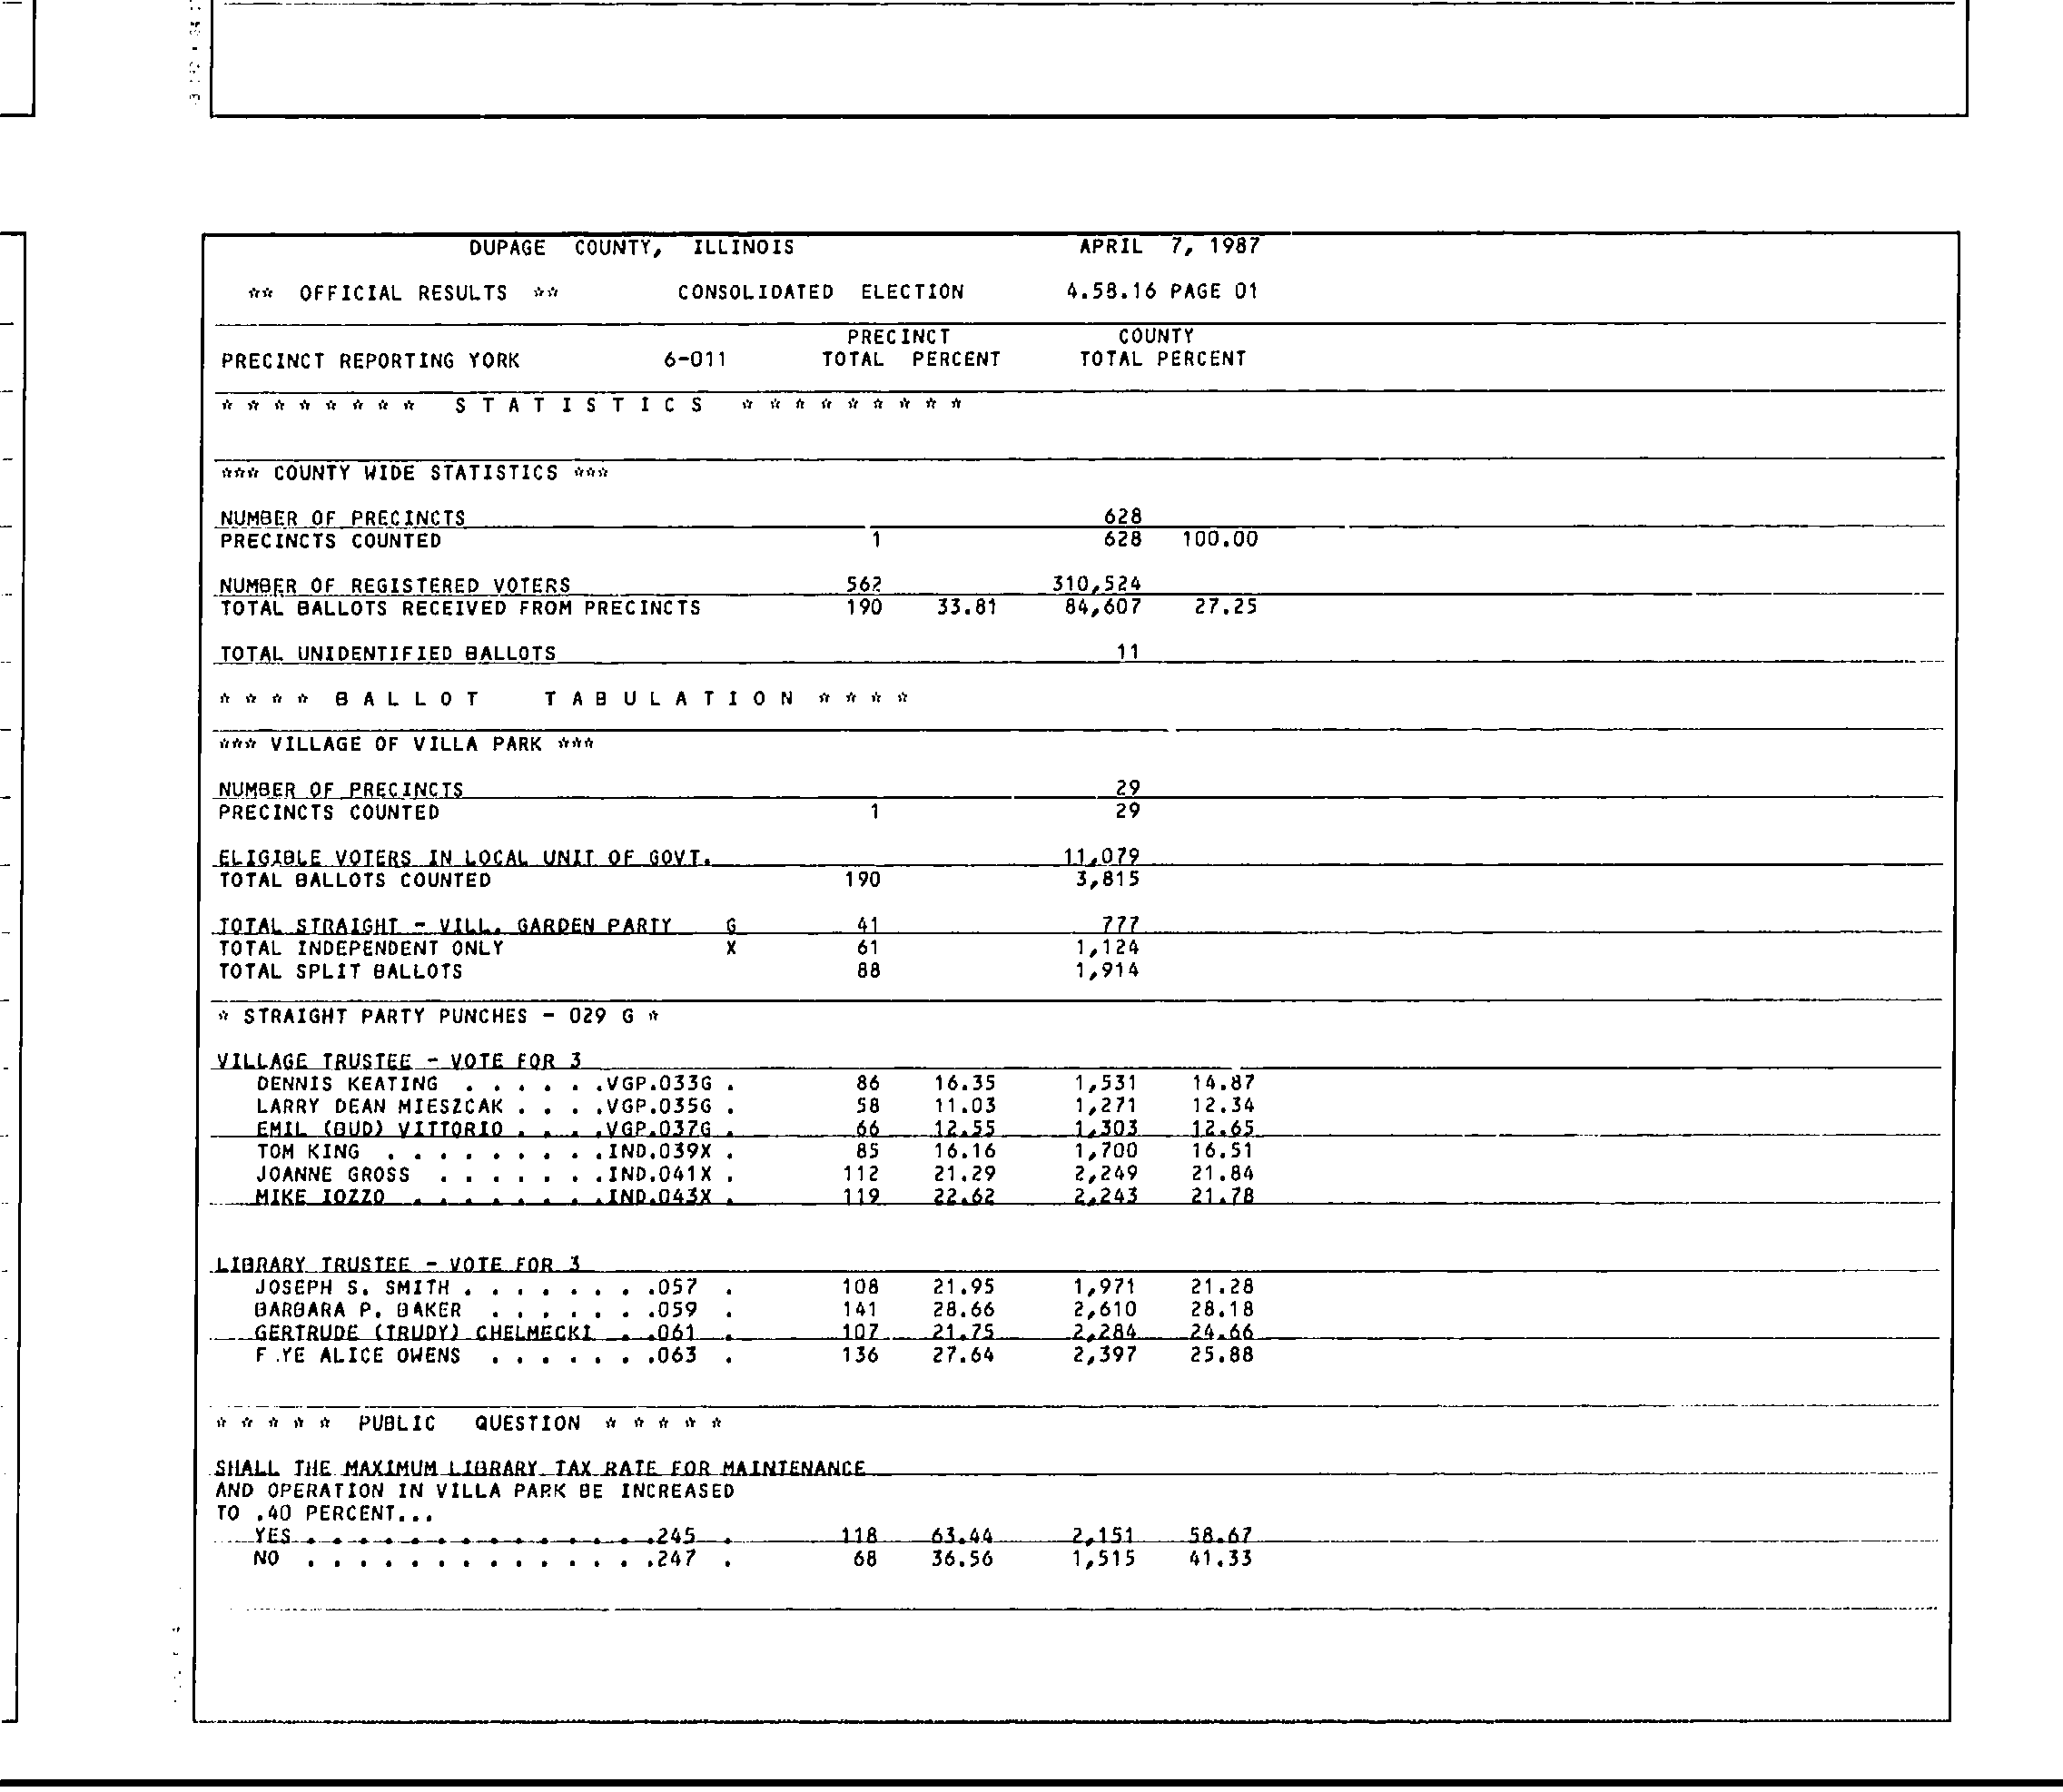 DUPAGE COUNTY, ILLINOIS APRIL 7, 1987
** OFFICIAL RESULTS ** CONSOLIDATED ELECTION 4.58.16 PAGE 01
PRECINCT COUNTY
PRECINCT REPORTING YORK 6-011 TOTAL PERCENT TOTAL PERCENT
* * * * * * * * S T A T I S T I C S * * * * * * * * *
*** COUNTY WIDE STATISTICS ***
NUMBER OF PRECINCTS 628
PRECINCTS COUNTED 1 628 100.00
NUMBER OF REGISTERED VOTERS 562 310,524
TOTAL BALLOTS RECEIVED FROM PRECINCTS 190 33.81 84,607 27.25
TOTAL UNIDENTIFIED BALLOTS 11
* * * * B A L L O T T A B U L A T I O N * * * *
*** VILLAGE OF VILLA PARK ***
NUMBER OF PRECINCTS 29
PRECINCTS COUNTED 1 29
ELIGIBLE VOTERS IN LOCAL UNIT OF GOVT. 11,079
TOTAL BALLOTS COUNTED 190 3,815
TOTAL STRAIGHT - VILL. GARDEN PARTY G 41 777
TOTAL INDEPENDENT ONLY X 61 1,124
TOTAL SPLIT BALLOTS 88 1,914
* STRAIGHT PARTY PUNCHES - 029 G *
VILLAGE TRUSTEE - VOTE FOR 3
DENNIS KEATING . . . . . .VGP.033G . 86 16.35 1,531 14.87
LARRY DEAN MIESZCAK . . . .VGP.035G . 58 11.03 1,271 12.34
EMIL (BUD) VITTORIO . . . .VGP.037G . 66 12.55 1,303 12.65
TOM KING . . . . . . . . .IND.039X . 85 16.16 1,700 16.51
JOANNE GROSS . . . . . . .IND.041X . 112 21.29 2,249 21.84
MIKE IOZZO . . . . . . . .IND.043X . 119 22.62 2,243 21.78
LIBRARY TRUSTEE - VOTE FOR 3
JOSEPH S. SMITH . . . . . . . .057 . 108 21.95 1,971 21.28
BARBARA P. BAKER . . . . . . .059 . 141 28.66 2,610 28.18
GERTRUDE (TRUDY) CHELMECKI . .061 . 107 21.75 2,284 24.66
F.YE ALICE OWENS . . . . . . .063 . 136 27.64 2,397 25.88
* * * * * PUBLIC QUESTION * * * * *
SHALL THE MAXIMUM LIBRARY TAX RATE FOR MAINTENANCE
AND OPERATION IN VILLA PARK BE INCREASED
TO .40 PERCENT...
YES . . . . . . . . . . . . . .245 . 118 63.44 2,151 58.67
NO . . . . . . . . . . . . . .247 . 68 36.56 1,515 41.33